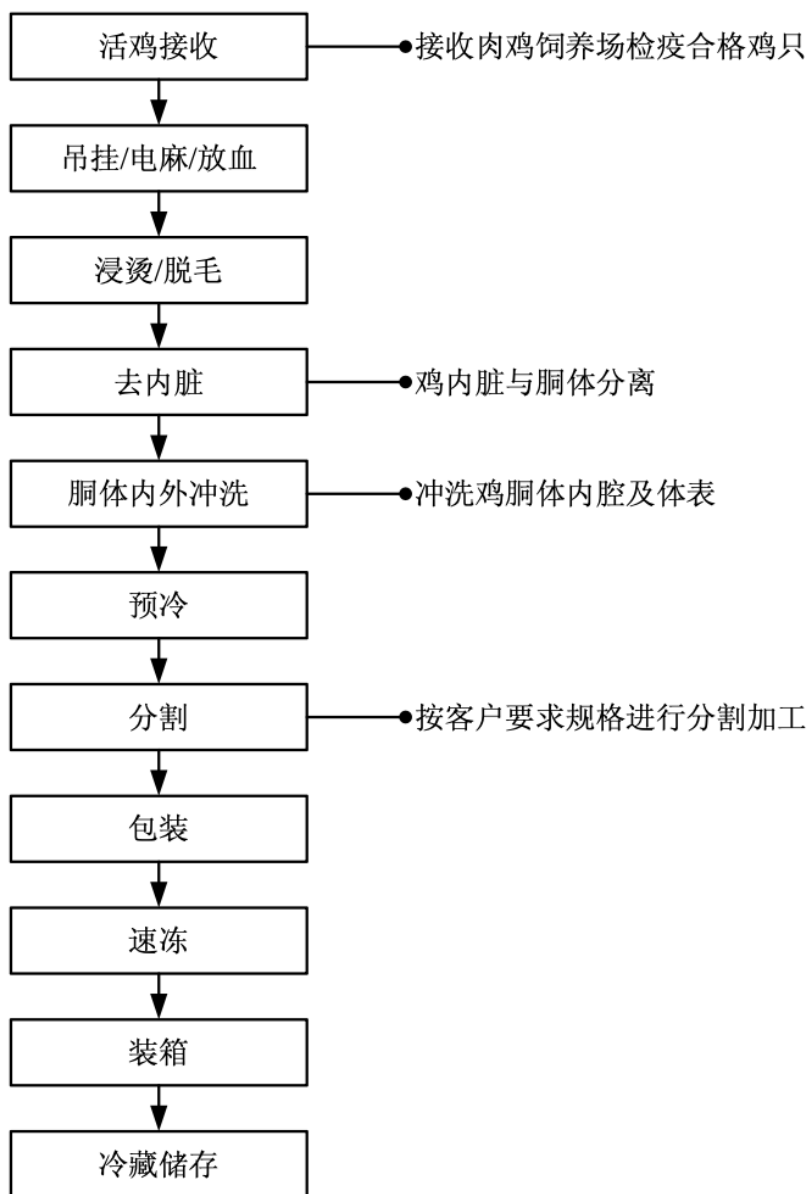 活鸡接收
接收肉鸡饲养场检疫合格鸡只
吊挂/电麻/放血
浸烫/脱毛
去内脏
鸡内脏与胴体分离
胴体内外冲洗
冲洗鸡胴体内腔及体表
预冷
分割
按客户要求规格进行分割加工
包装
速冻
装箱
冷藏储存